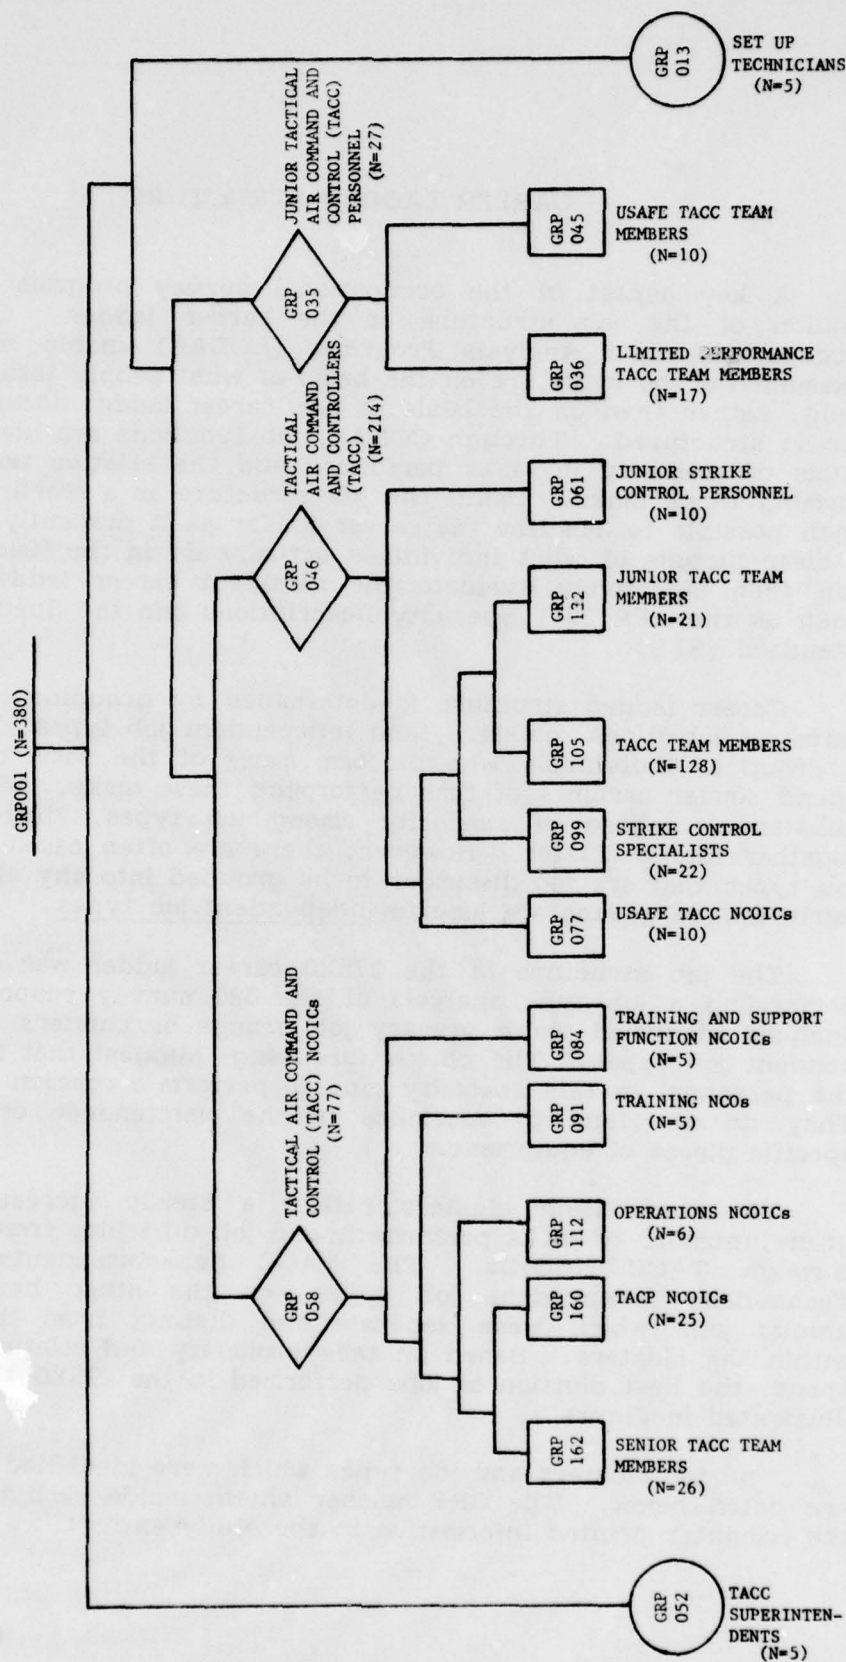 GRP001 (N=380)
GRP
013
SET UP
TECHNICIANS
(N=5)
JUNIOR TACTICAL
AIR COMMAND AND
CONTROL (TACC)
PERSONNEL
(N=27)
GRP
035
GRP
045
USAFE TACC TEAM
MEMBERS
(N=10)
GRP
036
LIMITED PERFORMANCE
TACC TEAM MEMBERS
(N=17)
TACTICAL
AIR COMMAND
AND CONTROLLERS
(TACC)
(N=214)
GRP
046
GRP
061
JUNIOR STRIKE
CONTROL PERSONNEL
(N=10)
GRP
132
JUNIOR TACC TEAM
MEMBERS
(N=21)
GRP
105
TACC TEAM MEMBERS
(N=128)
GRP
099
STRIKE CONTROL
SPECIALISTS
(N=22)
GRP
077
USAFE TACC NCOICs
(N=10)
TACTICAL AIR COMMAND AND
CONTROL (TACC) NCOICs
(N=77)
GRP
058
GRP
084
TRAINING AND SUPPORT
FUNCTION NCOICs
(N=5)
GRP
091
TRAINING NCOs
(N=5)
GRP
112
OPERATIONS NCOICs
(N=6)
GRP
160
TACP NCOICs
(N=25)
GRP
162
SENIOR TACC TEAM
MEMBERS
(N=26)
GRP
052
TACC
SUPERINTEN-
DENTS
(N=5)